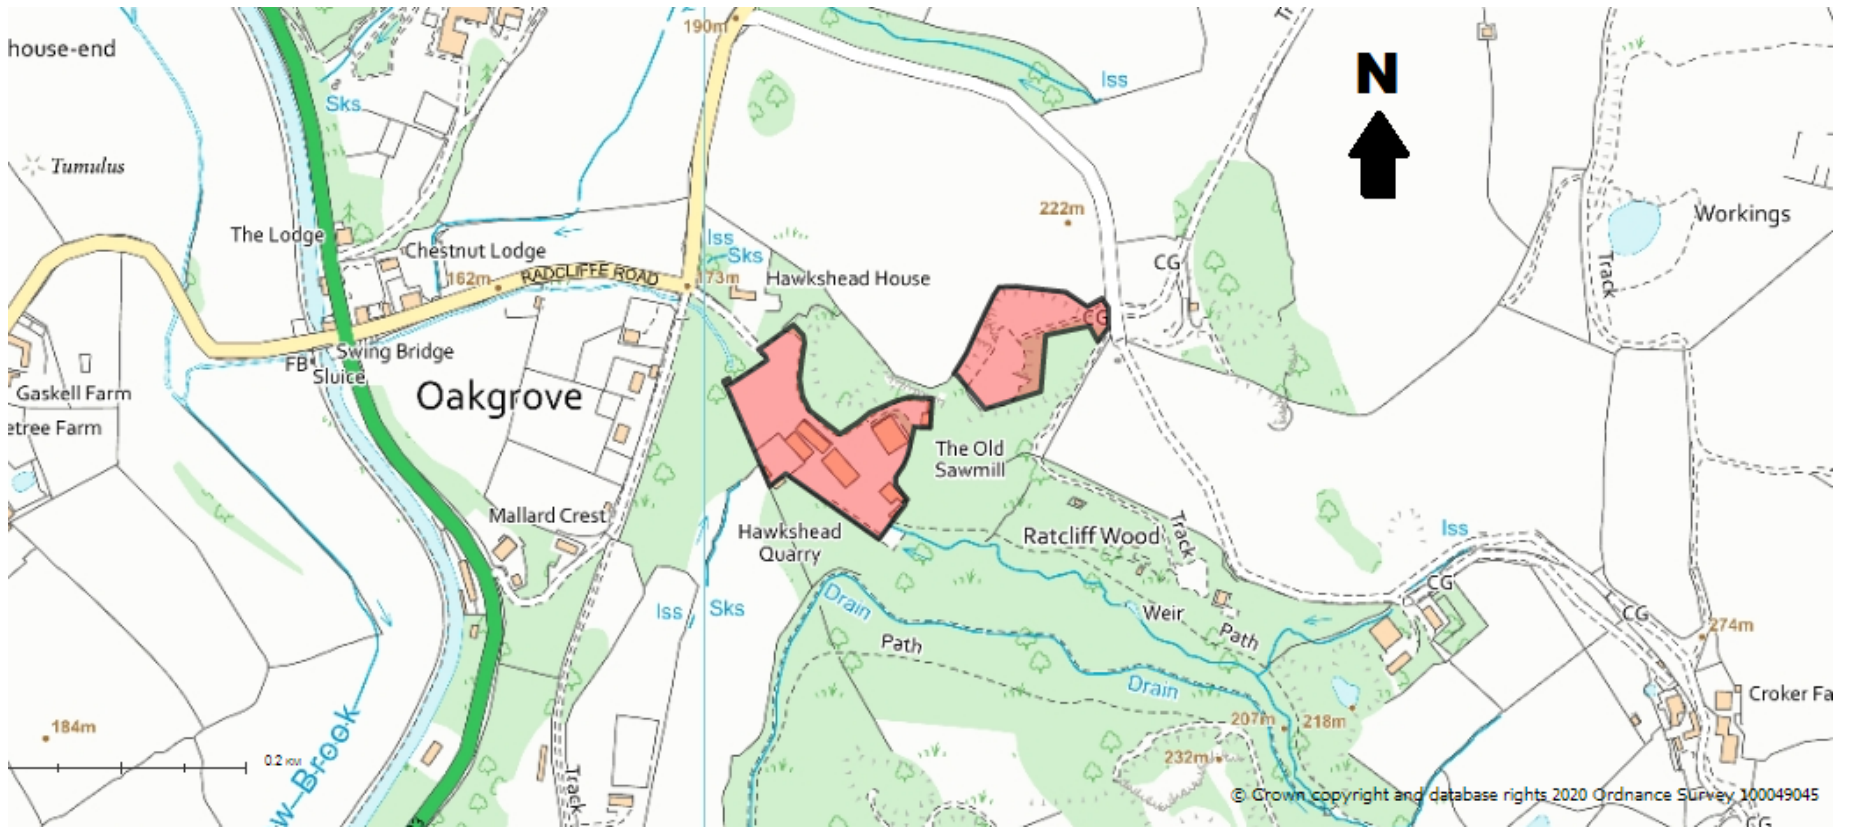 190m
house-end
N
Iss
Sks
Tumulus
222m
Workings
The Lodge
Chestnut Lodge
Iss
Sks
CG
Track
162m
RADCLIFFE ROAD
173m
Hawkshead House
CG
Swing Bridge
FB
Sluice
Gaskell Farm
Oakgrove
etree Farm
The Old
Sawmill
Mallard Crest
Hawkshead
Quarry
Ratcliff Wood
Track
Iss
CG
Iss
Sks
Drain
Weir
Path
CG
274m
Path
Drain
Croker Fa
184m
207m
218m
w-Brook
0.2 KM
232m
Track
© Crown copyright and database rights 2020 Ordnance Survey 100049045
CG